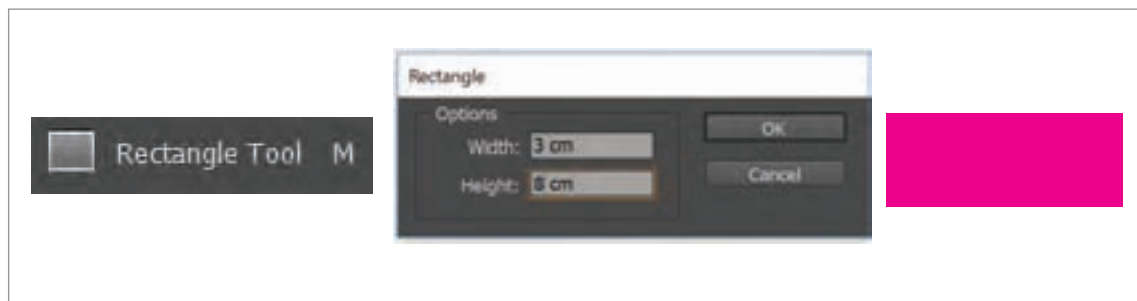 Rectangle Tool M
Rectangle
Options
Width: 3 cm
Height: 8 cm
OK
Cancel